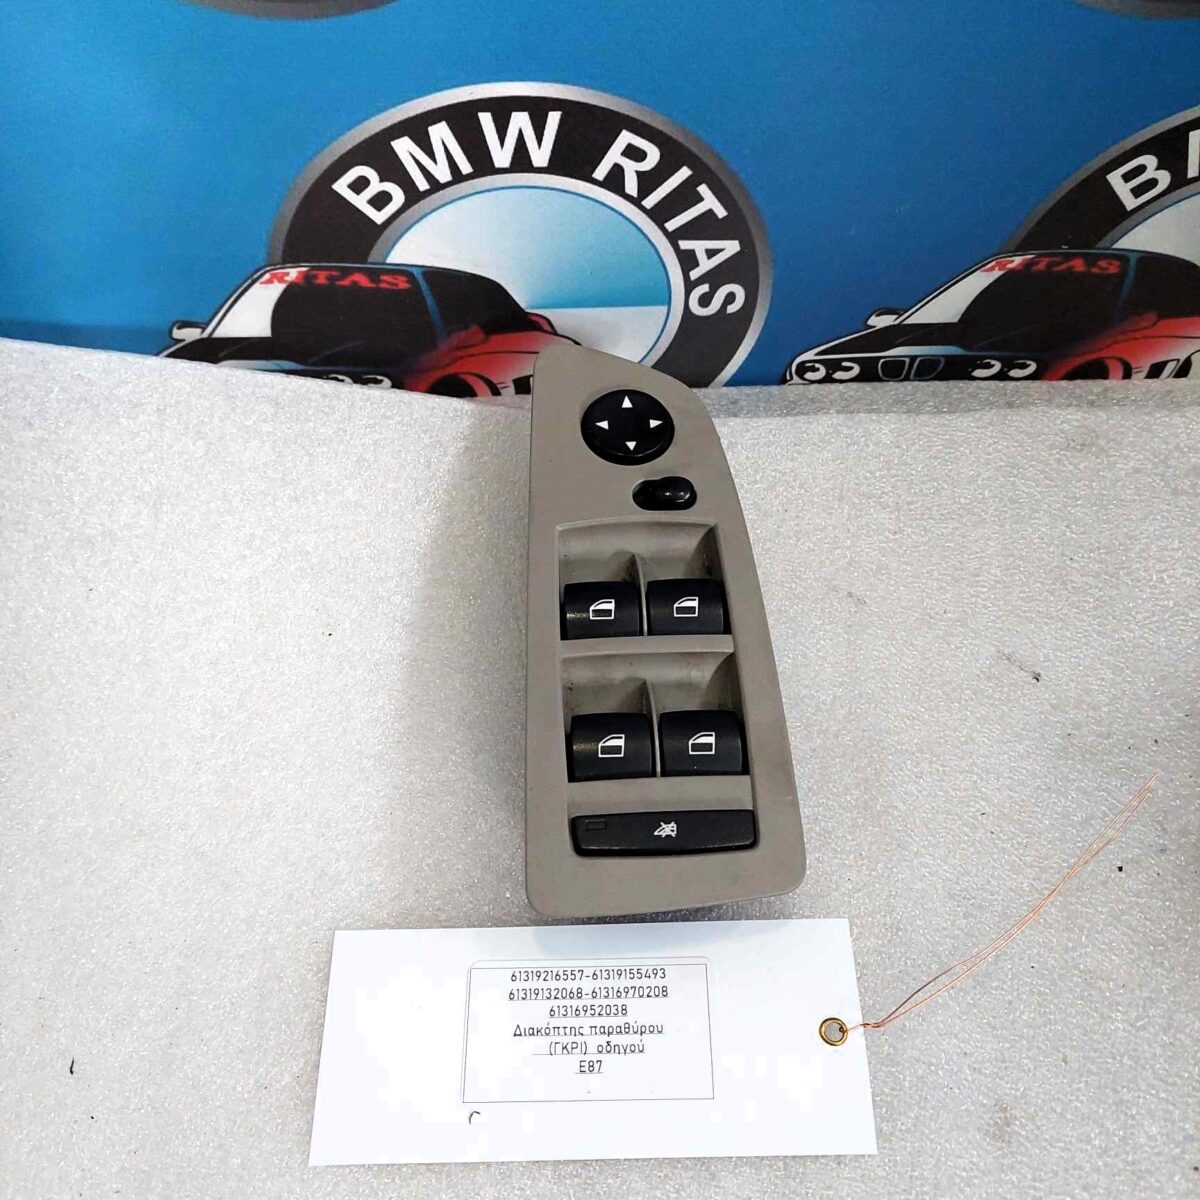 BMW RITAS
RITAS
RITAS
61319216557-61319155493
61319132068-61316970208
61316952038
Διακόπτης παραθύρου
(ΓΚΡΙ) οδηγού
E87